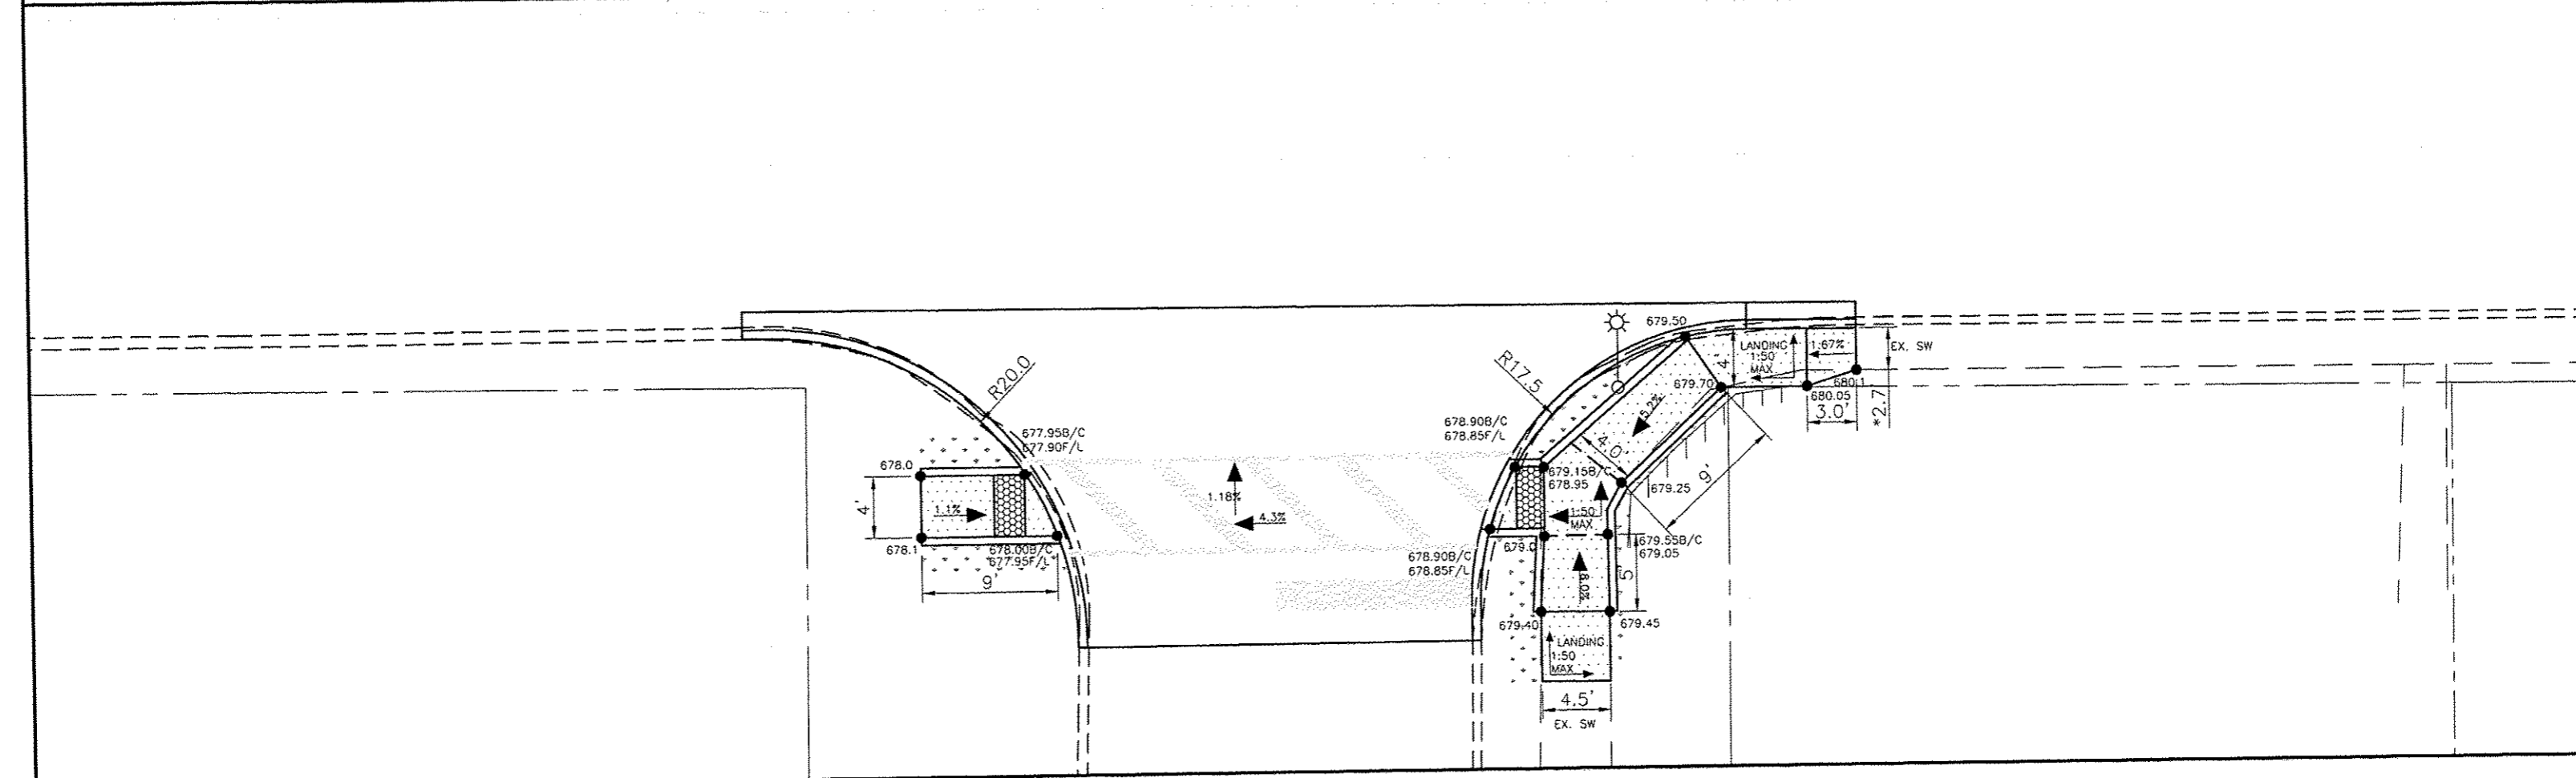 R20.0
677.95B/C
677.90F/L
678.0
4'
1.1%
678.1
678.00B/C
677.95F/L
9'
1.18%
4.3%
R17.5
678.90B/C
678.85F/L
678.90B/C
678.85F/L
679.50
679.70
LANDING
1:50
MAX
4'
1.67%
EX. SW
680.1
680.05
3.0'
*2.7'
5.2%
4.0'
9'
679.15B/C
678.95
679.25
1:50
MAX
679.0
679.55B/C
679.05
8.0%
5'
679.40
679.45
LANDING
1:50
MAX
4.5'
EX. SW